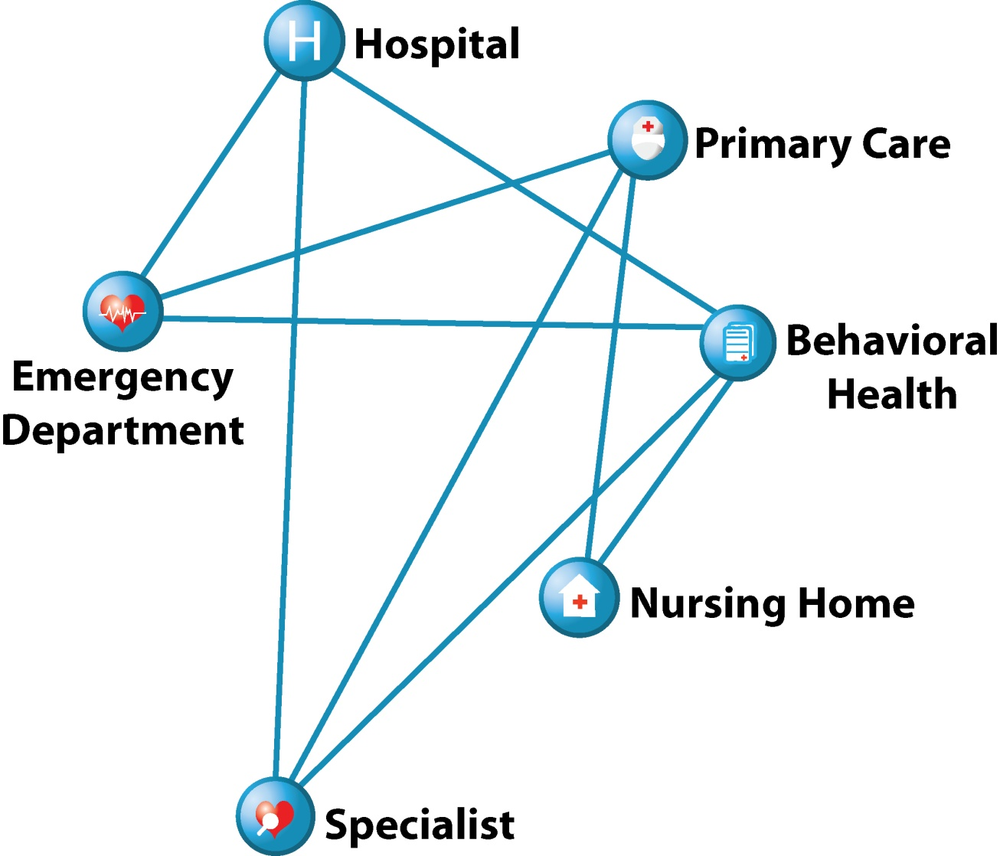 H
Hospital
Primary Care
Emergency
Department
Behavioral
Health
Nursing Home
Specialist